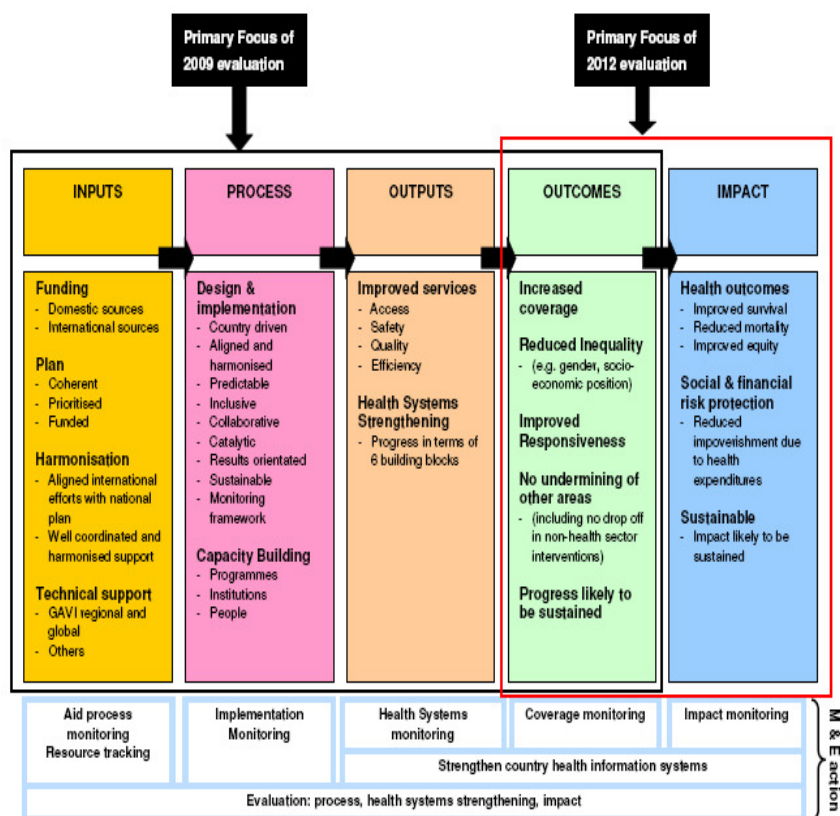 Primary Focus of
2009 evaluation
Primary Focus of
2012 evaluation
INPUTS
PROCESS
OUTPUTS
OUTCOMES
IMPACT
Funding
- Domestic sources
- International sources
Plan
- Coherent
- Prioritised
- Funded
Harmonisation
- Aligned international
efforts with national
plan
- Well coordinated and
harmonised support
Technical support
- GAVI regional and
global
- Others
Design &
implementation
- Country driven
- Aligned and
harmonised
- Predictable
- Inclusive
- Collaborative
- Catalytic
- Results orientated
- Sustainable
- Monitoring
framework
Capacity Building
- Programmes
- Institutions
- People
Improved services
- Access
- Safety
- Quality
- Efficiency
Health Systems
Strengthening
- Progress in terms of
6 building blocks
Increased
coverage
Reduced Inequality
- (e.g. gender, socio-
economic position)
Improved
Responsiveness
No undermining of
other areas
- (including no drop off
in non-health sector
interventions)
Progress likely to
be sustained
Health outcomes
- Improved survival
- Reduced mortality
- Improved equity
Social & financial
risk protection
- Reduced
impoverishment due
to health
expenditures
Sustainable
- Impact likely to be
sustained
Aid process
monitoring
Resource tracking
Implementation
Monitoring
Health Systems
monitoring
Coverage monitoring
Impact monitoring
Strengthen country health information systems
Evaluation: process, health systems strengthening, impact
M & E action